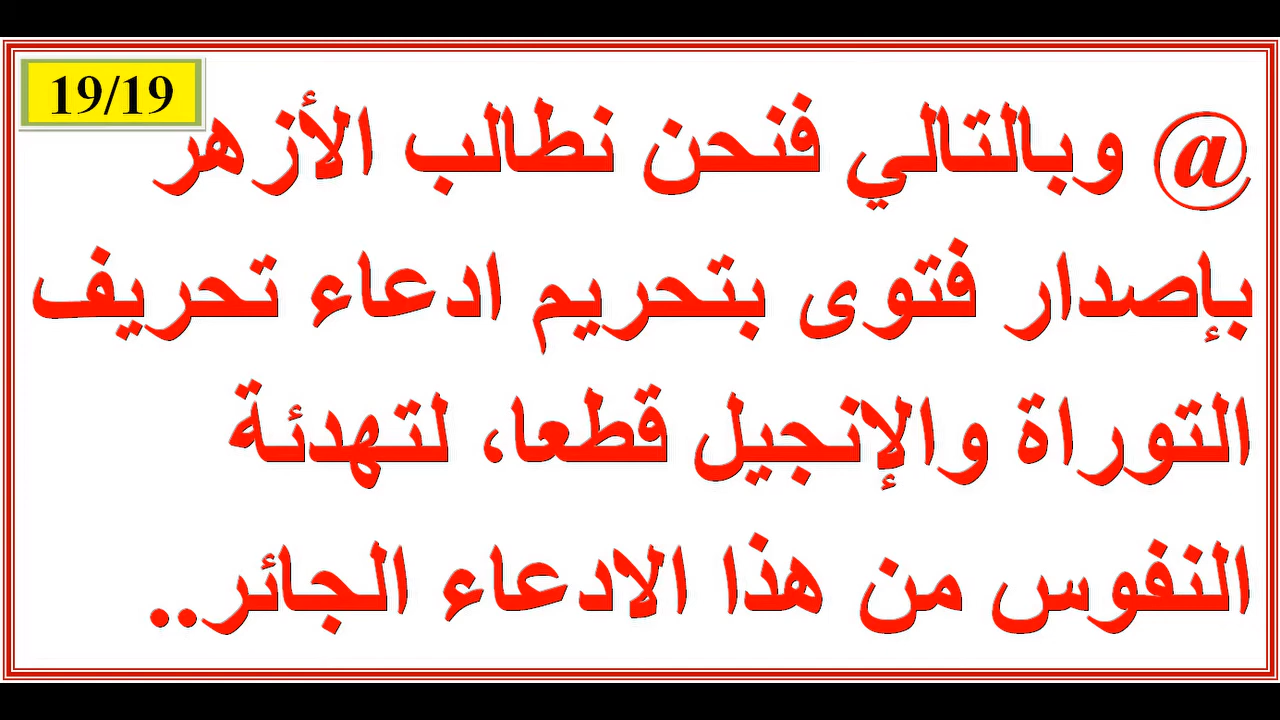 19/19
@ وبالتالي فنحن نطالب الأزهر
بإصدار فتوى بتحريم ادعاء تحريف
التوراة والإنجيل قطعا، لتهدئة
النفوس من هذا الادعاء الجائر..